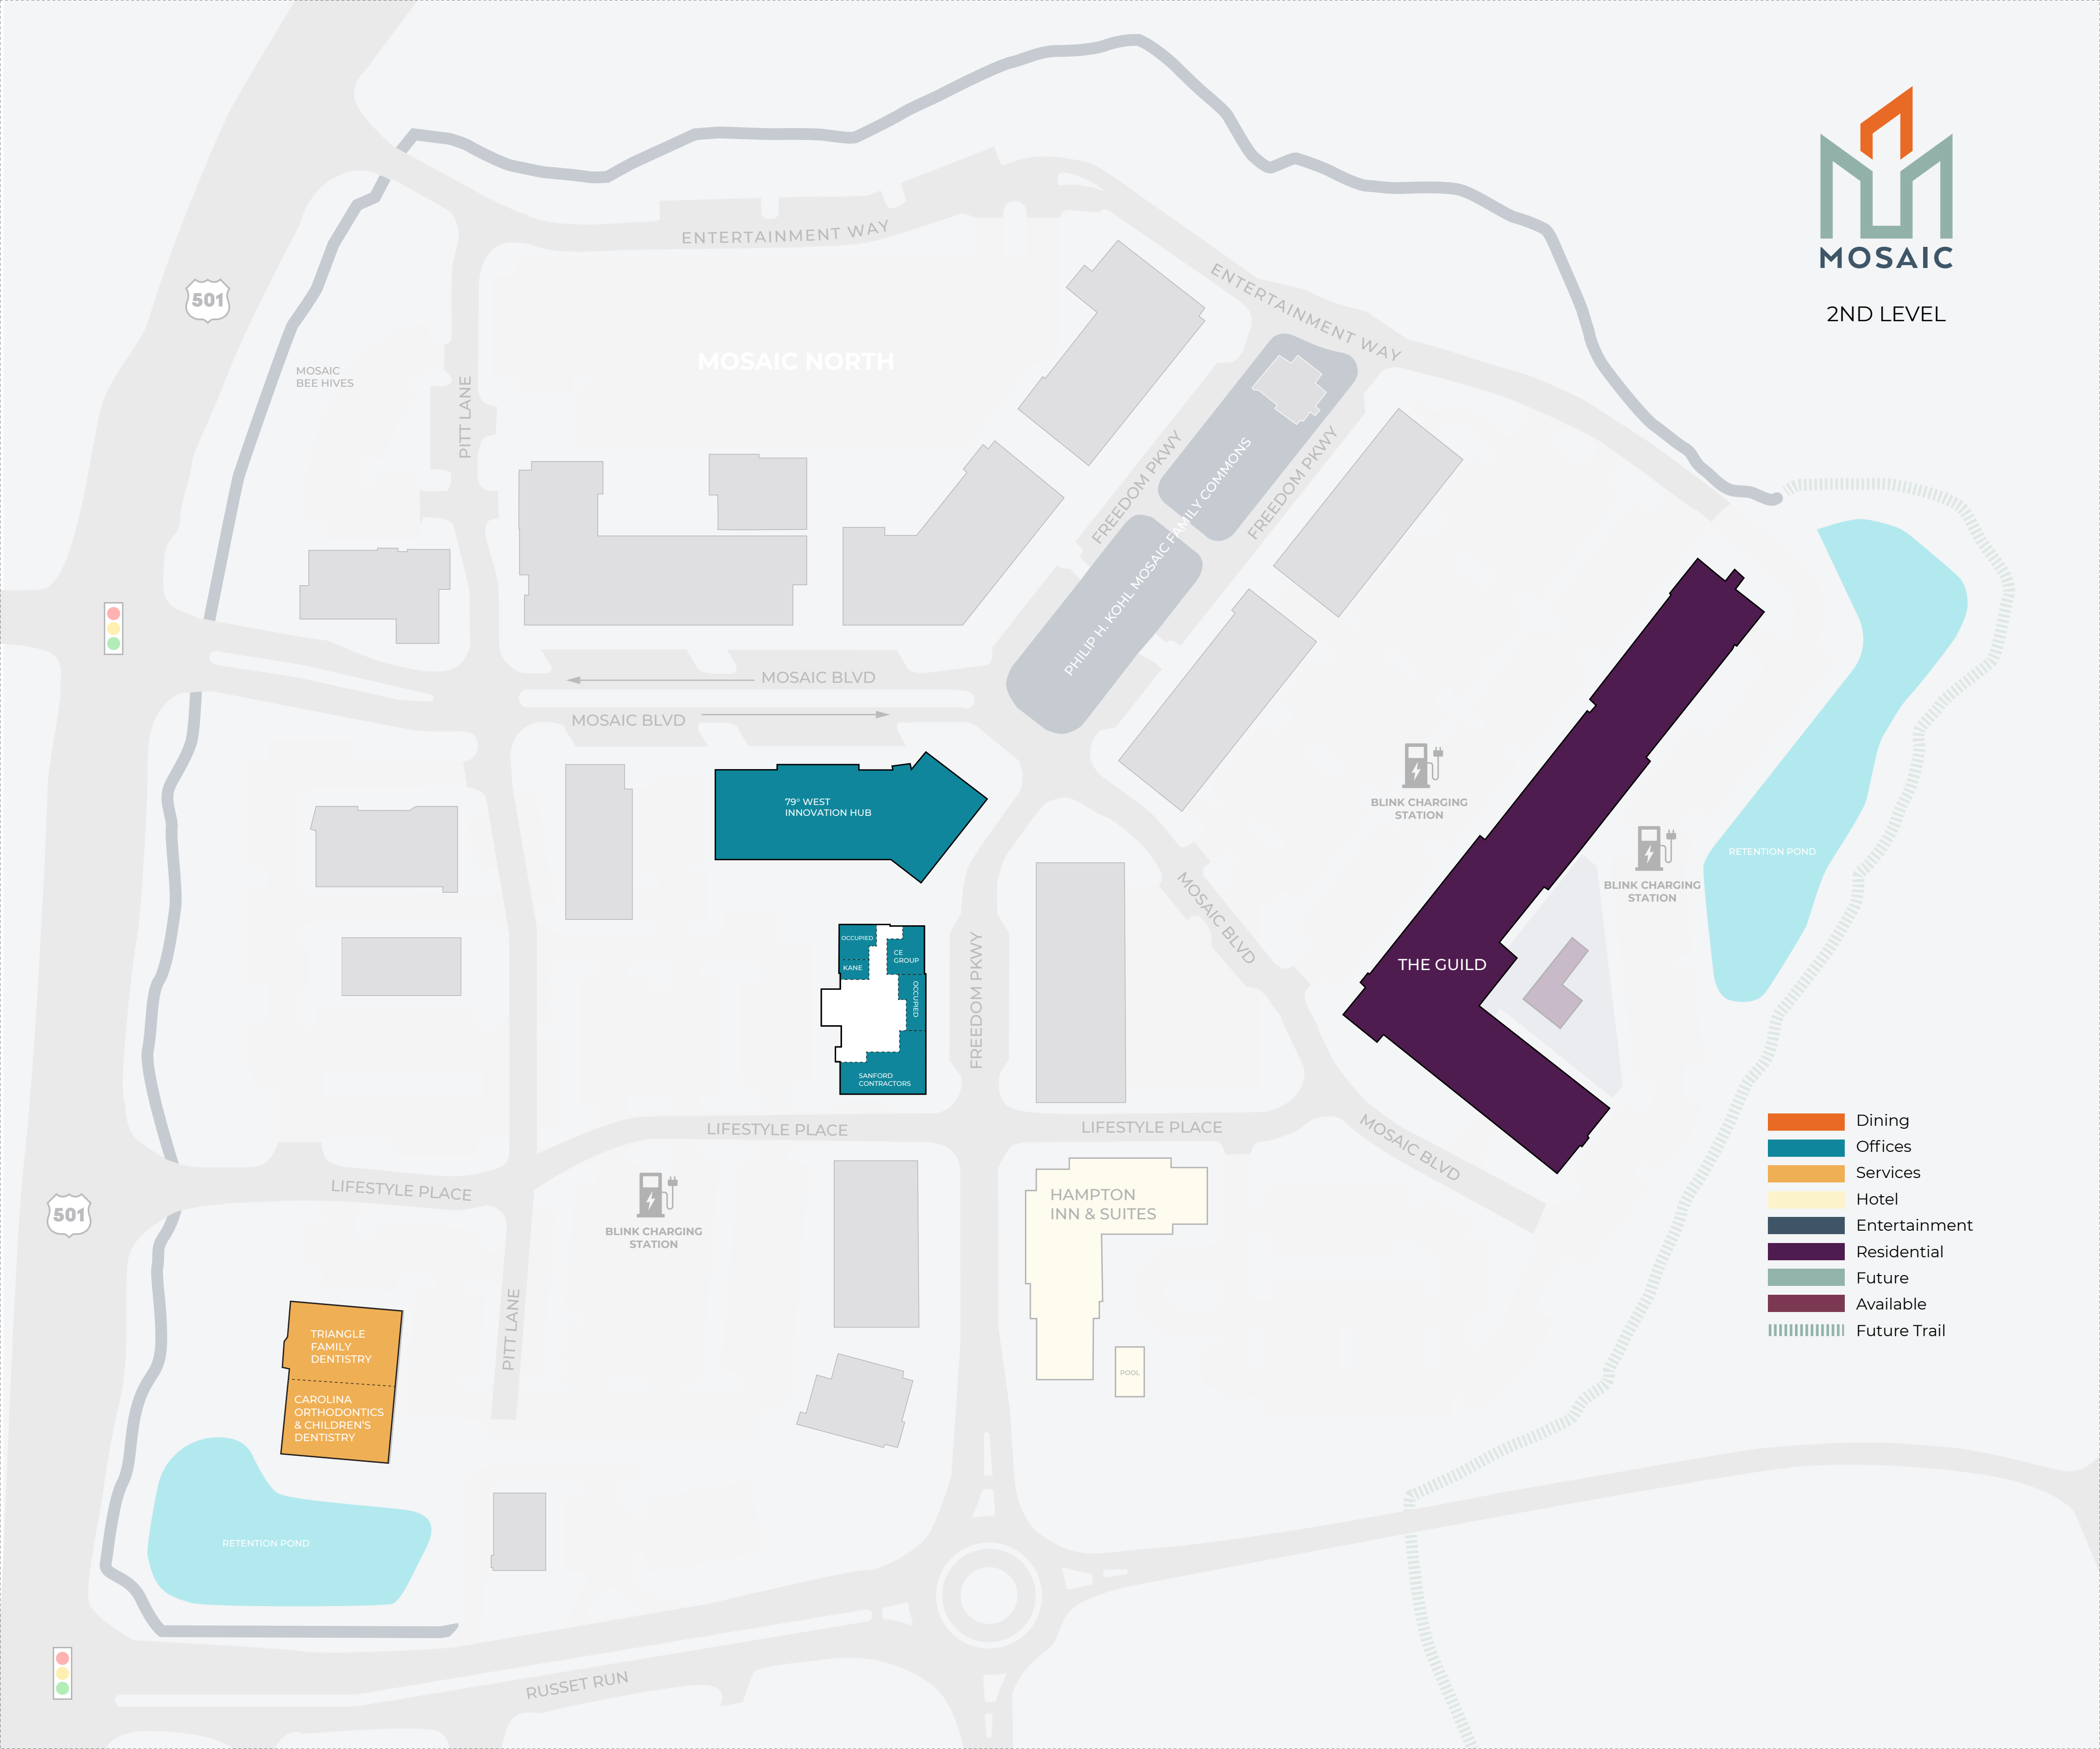 MOSAIC
2ND LEVEL
ENTERTAINMENT WAY
ENTERTAINMENT WAY
501
MOSAIC NORTH
MOSAIC
BEE HIVES
PITT LANE
FREEDOM PKWY
FREEDOM PKWY
PHILIP H. KOHL MOSAIC FAMILY COMMONS
MOSAIC BLVD
MOSAIC BLVD
79° WEST
INNOVATION HUB
BLINK CHARGING
STATION
BLINK CHARGING
STATION
RETENTION POND
MOSAIC BLVD
OCCUPIED
KANE
CE
GROUP
OCCUPIED
SANFORD
CONTRACTORS
FREEDOM PKWY
THE GUILD
LIFESTYLE PLACE
LIFESTYLE PLACE
MOSAIC BLVD
LIFESTYLE PLACE
501
BLINK CHARGING
STATION
HAMPTON
INN & SUITES
POOL
PITT LANE
TRIANGLE
FAMILY
DENTISTRY
CAROLINA
ORTHODONTICS
& CHILDREN'S
DENTISTRY
RETENTION POND
RUSSET RUN
Dining
Offices
Services
Hotel
Entertainment
Residential
Future
Available
Future Trail